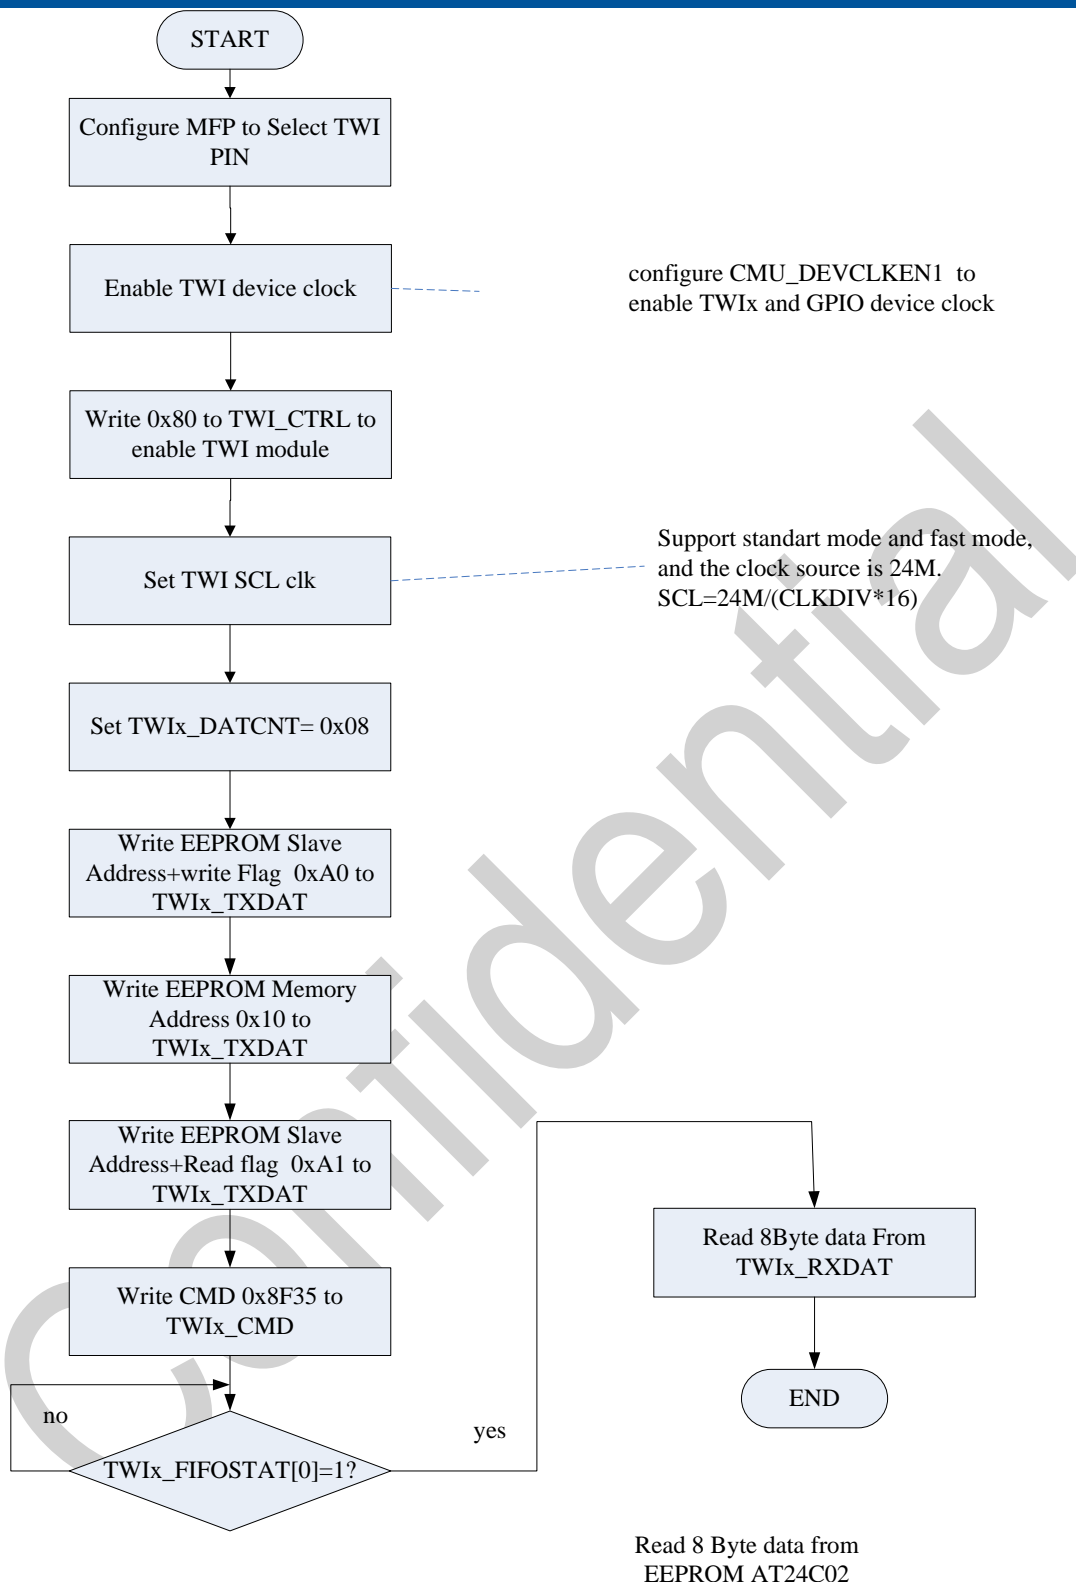 START
Configure MFP to Select TWI
PIN
Enable TWI device clock
configure CMU_DEVCLKEN1 to
enable TWIx and GPIO device clock
Write 0x80 to TWI_CTRL to
enable TWI module
Set TWI SCL clk
Support standart mode and fast mode,
and the clock source is 24M.
SCL=24M/(CLKDIV*16)
Set TWIx_DATCNT= 0x08
Write EEPROM Slave
Address+write Flag 0xA0 to
TWIx_TXDAT
Write EEPROM Memory
Address 0x10 to
TWIx_TXDAT
Write EEPROM Slave
Address+Read flag 0xA1 to
TWIx_TXDAT
Write CMD 0x8F35 to
TWIx_CMD
no
TWIx_FIFOSTAT[0]=1?
yes
Read 8Byte data From
TWIx_RXDAT
END
Read 8 Byte data from
EEPROM AT24C02
Confidential